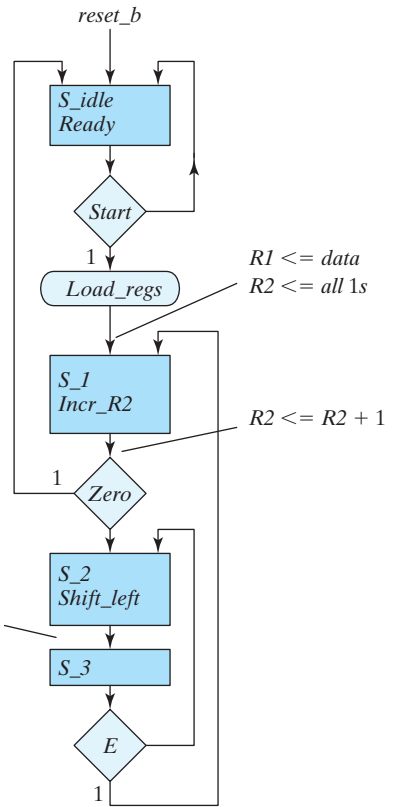 reset_b
S_idle
Ready
Start
1
Load_regs
R1 <= data
R2 <= all 1s
S_1
Incr_R2
R2 <= R2 + 1
1
Zero
S_2
Shift_left
S_3
E
1